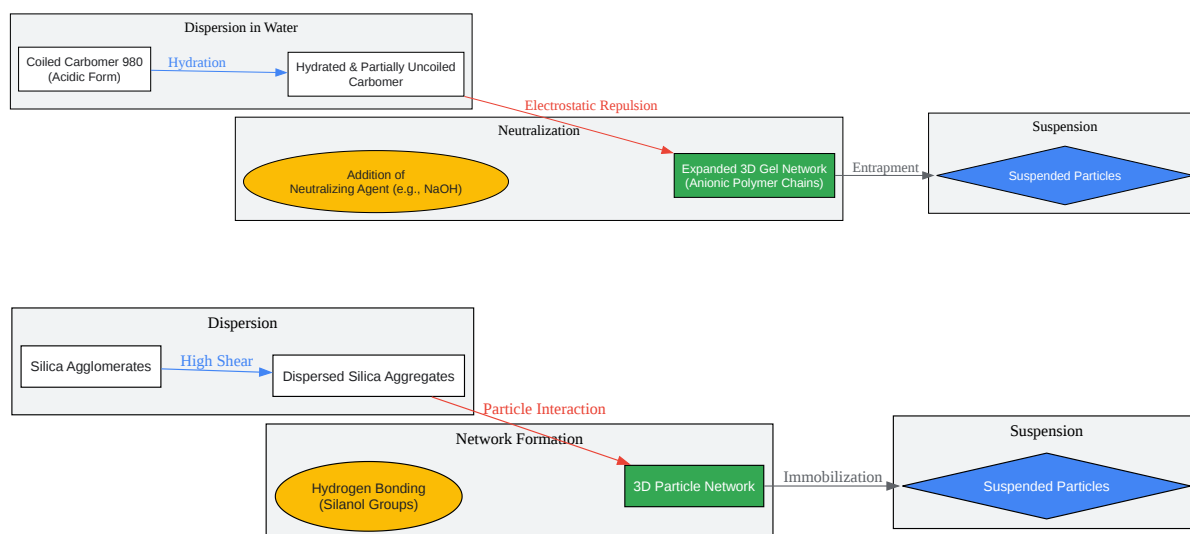 Dispersion in Water
Coiled Carbomer 980
(Acidic Form)
Hydration
Hydrated & Partially Uncoiled
Carbomer
Electrostatic Repulsion
Neutralization
Addition of
Neutralizing Agent (e.g., NaOH)
Expanded 3D Gel Network
(Anionic Polymer Chains)
Entrapment
Suspension
Suspended Particles
Dispersion
Silica Agglomerates
High Shear
Dispersed Silica Aggregates
Particle Interaction
Network Formation
Hydrogen Bonding
(Silanol Groups)
3D Particle Network
Immobilization
Suspension
Suspended Particles